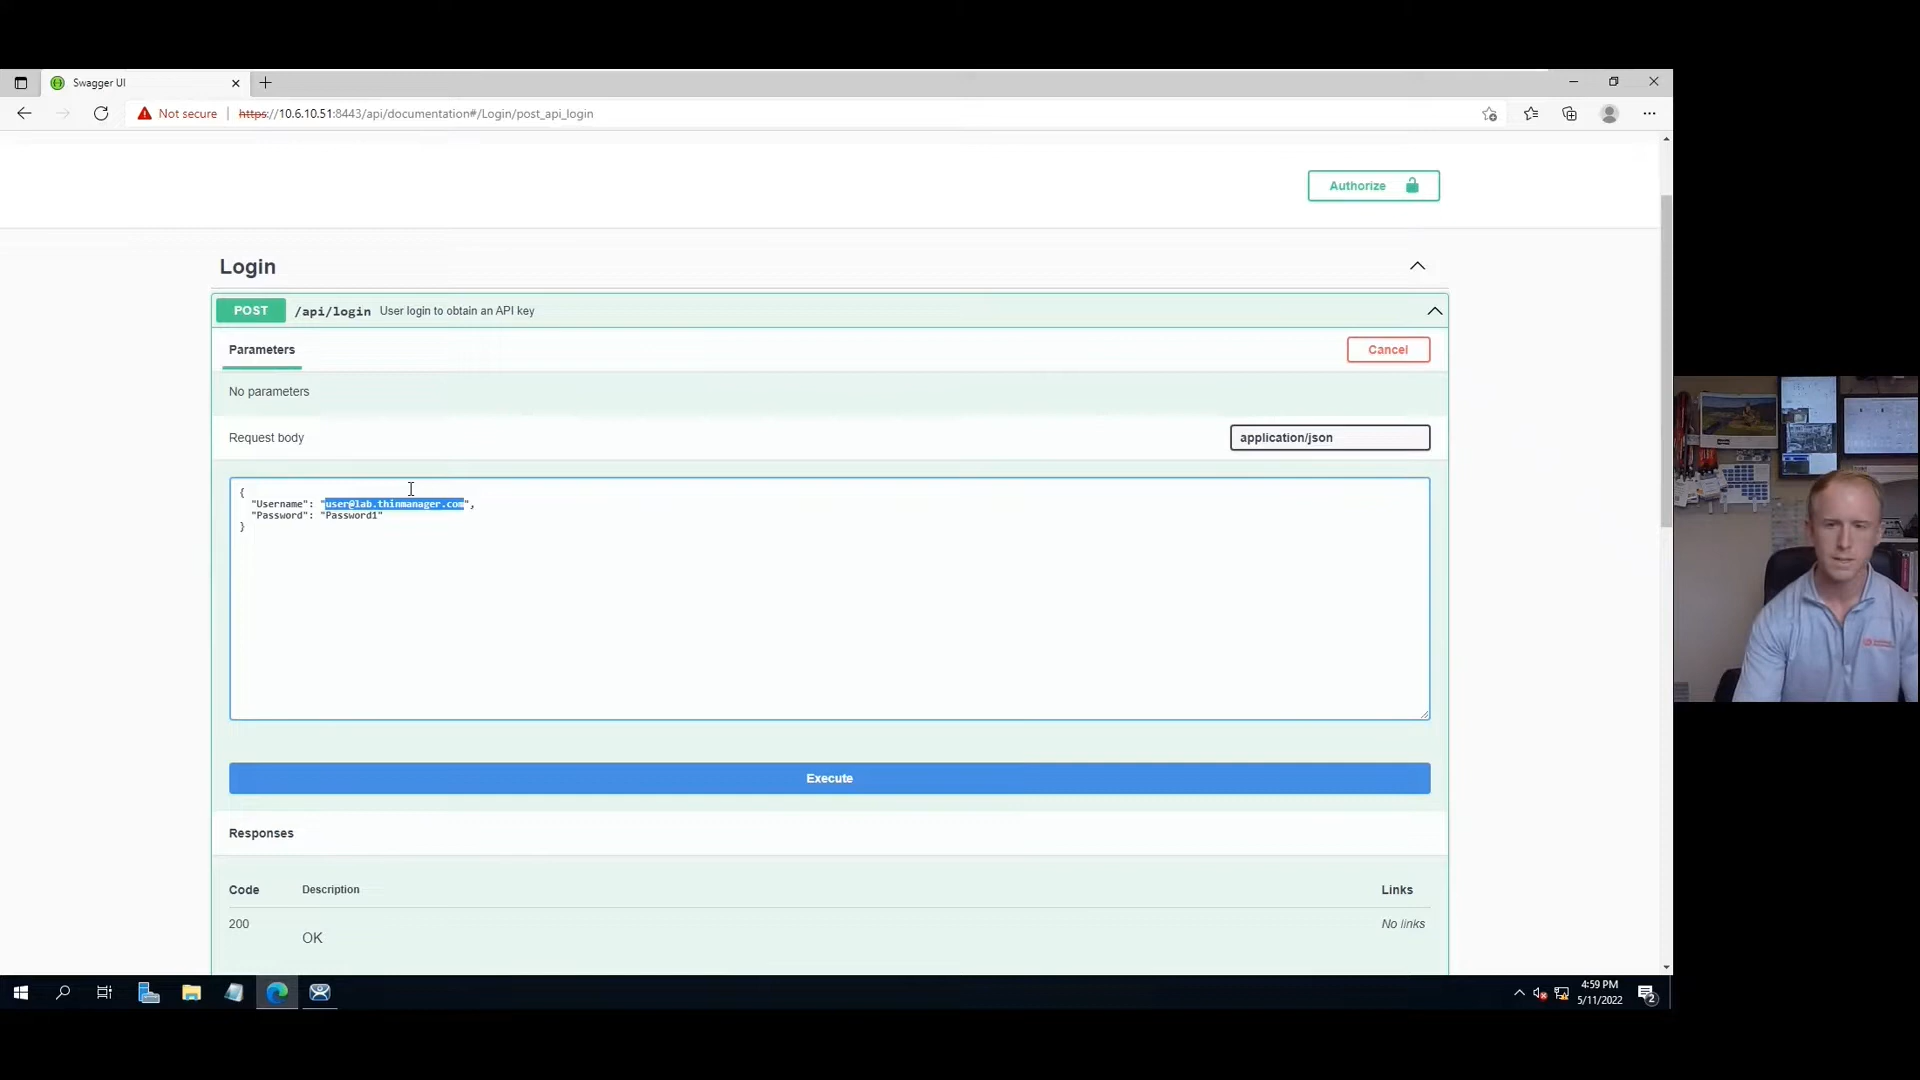 Swagger UI
Not secure
https://10.6.10.51:8443/api/documentation#/Login/post_api_login
Authorize
Login
POST /api/login User login to obtain an API key
Parameters
Cancel
No parameters
Request body
application/json
{
"Username": "user@lab.thinmanager.com",
"Password": "Password1"
}
Execute
Responses
Code Description Links
200 No links
OK
4:59 PM
5/11/2022
2